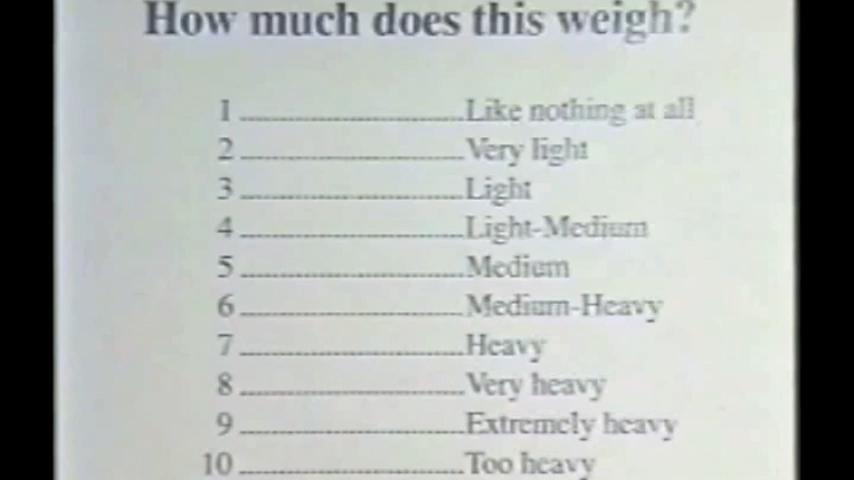 How much does this weigh?
1 ........................ Like nothing at all
2 ........................ Very light
3 ........................ Light
4 ........................ Light-Medium
5 ........................ Medium
6 ........................ Medium-Heavy
7 ........................ Heavy
8 ........................ Very heavy
9 ........................ Extremely heavy
10 ........................ Too heavy